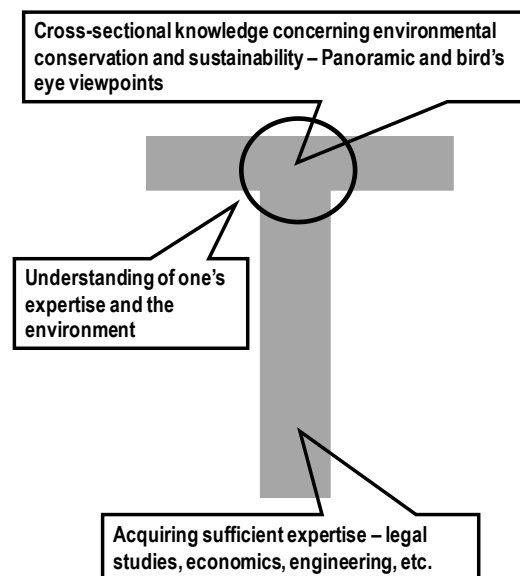 Cross-sectional knowledge concerning environmental
conservation and sustainability – Panoramic and bird's
eye viewpoints
Understanding of one's
expertise and the
environment
Acquiring sufficient expertise – legal
studies, economics, engineering, etc.